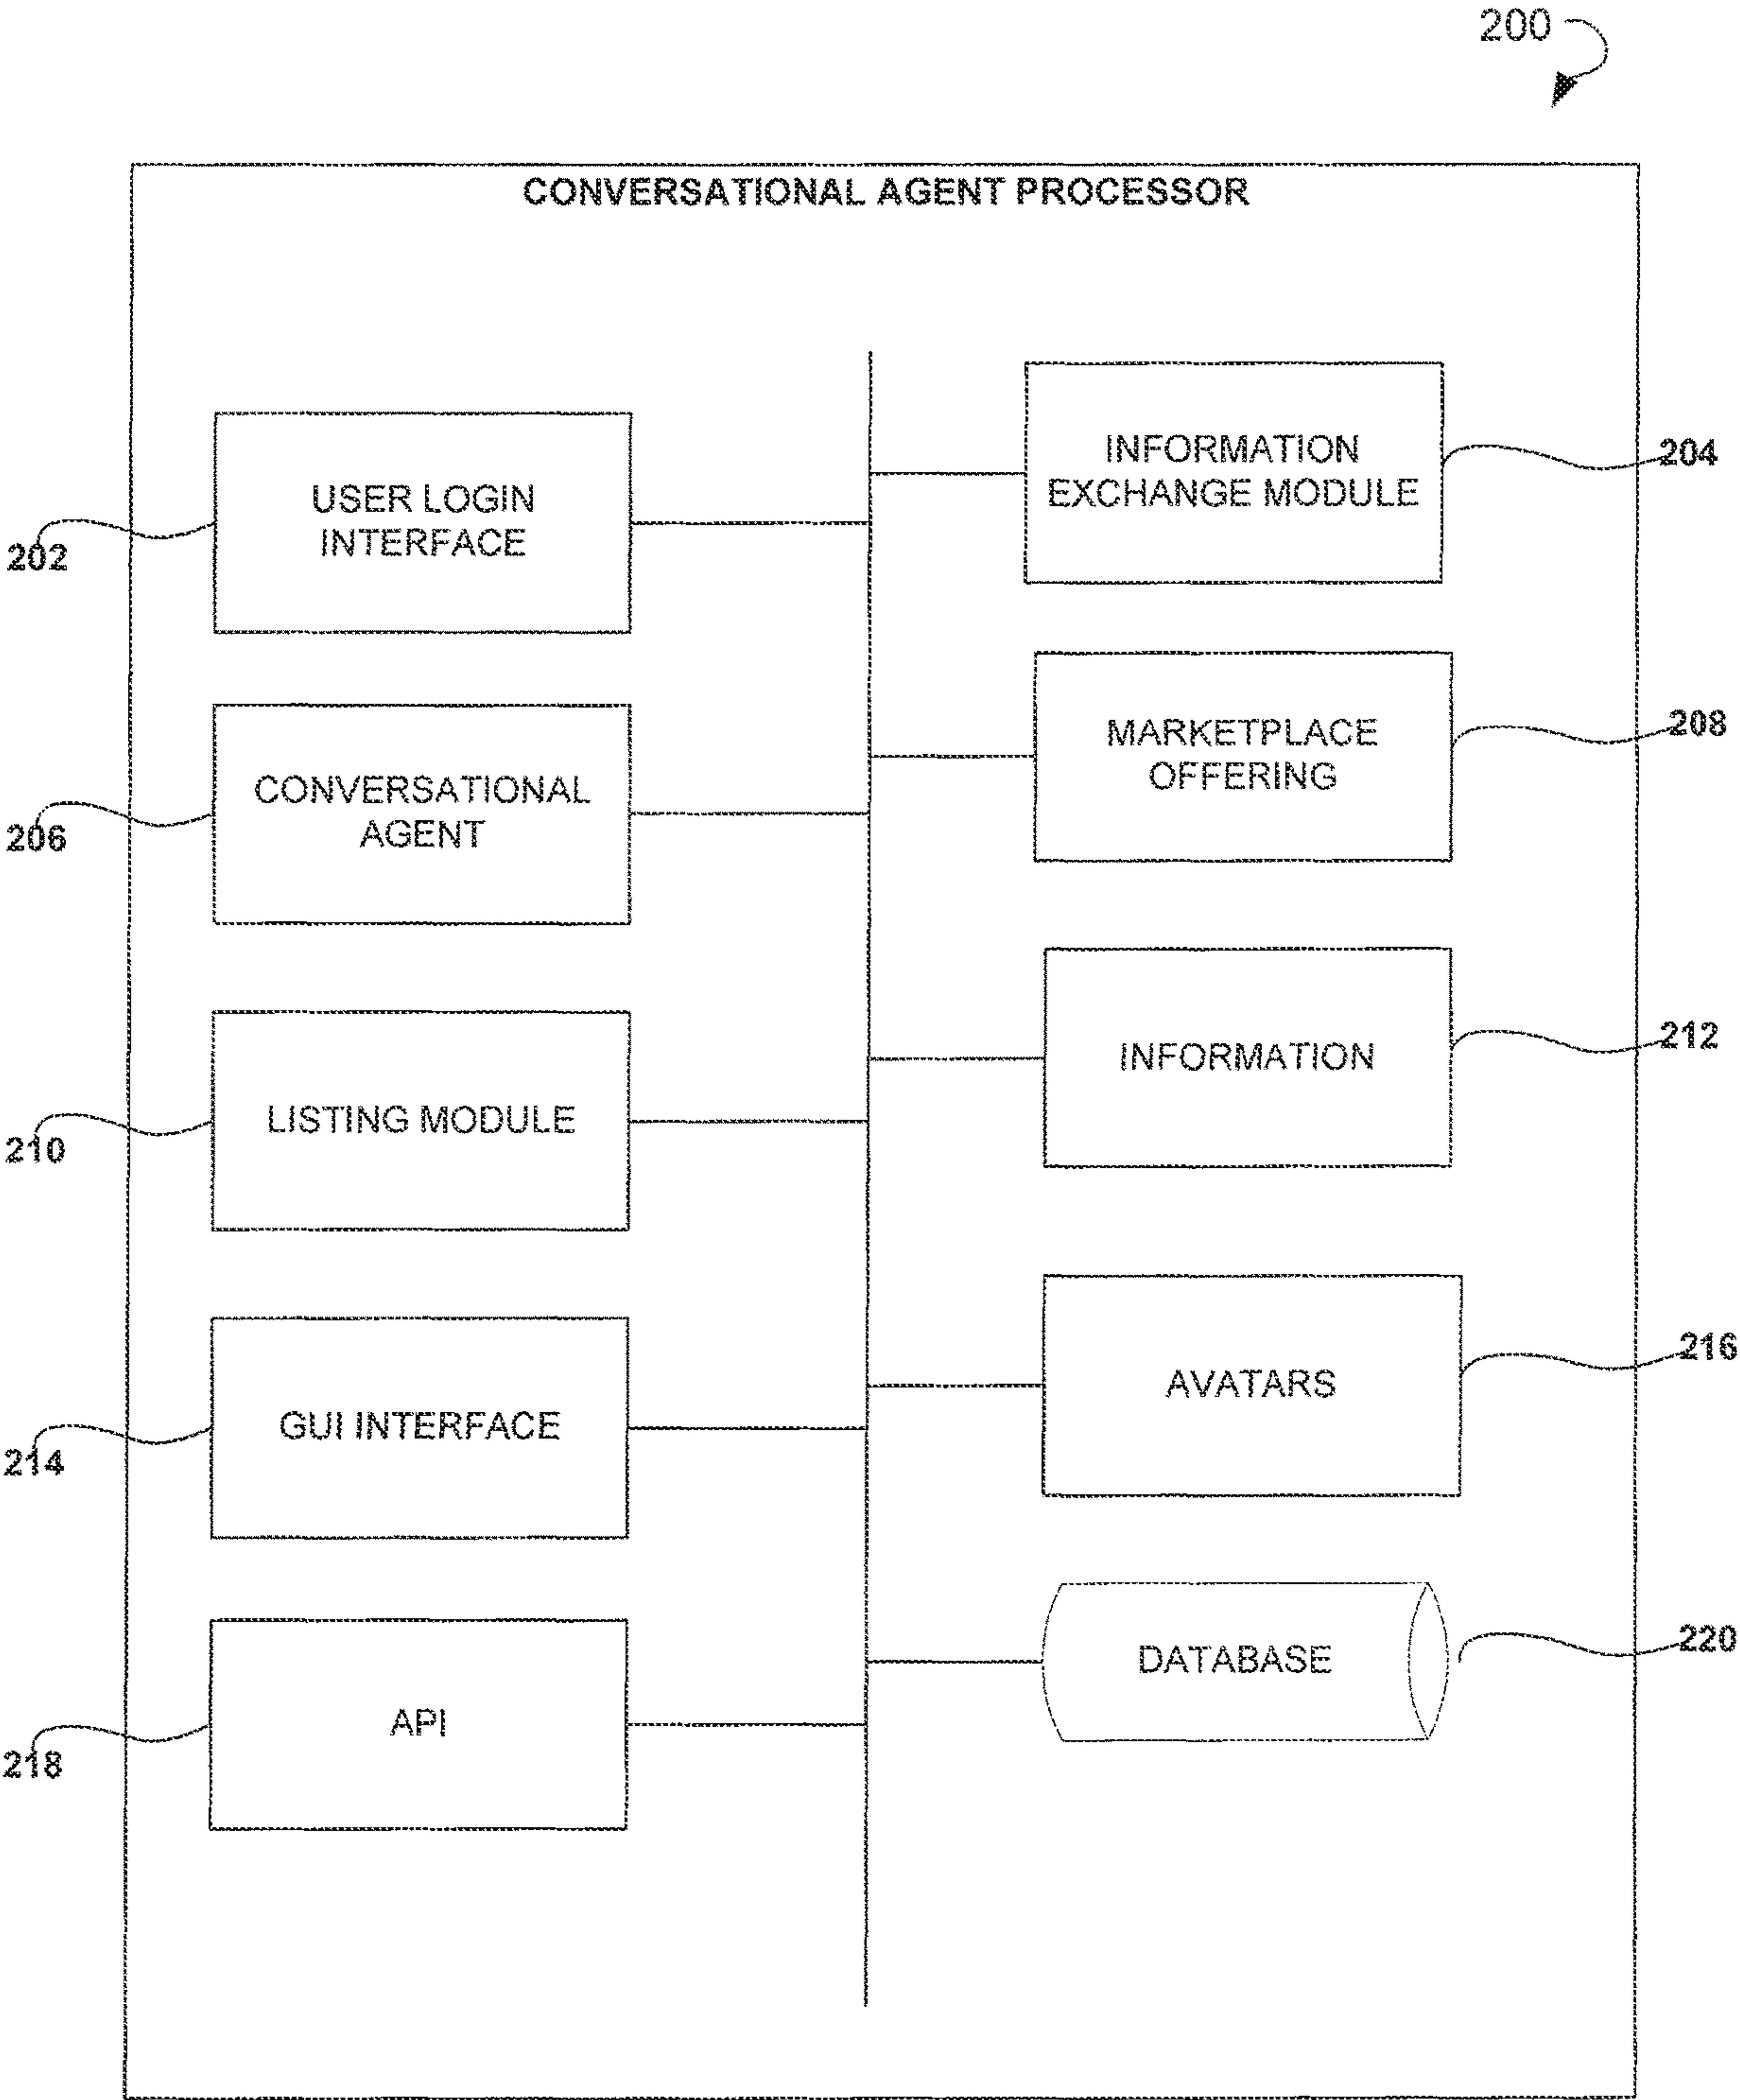 200
CONVERSATIONAL AGENT PROCESSOR
INFORMATION
EXCHANGE MODULE
204
USER LOGIN
INTERFACE
202
MARKETPLACE
OFFERING
208
CONVERSATIONAL
AGENT
206
INFORMATION
212
LISTING MODULE
210
AVATARS
216
GUI INTERFACE
214
DATABASE
220
API
218